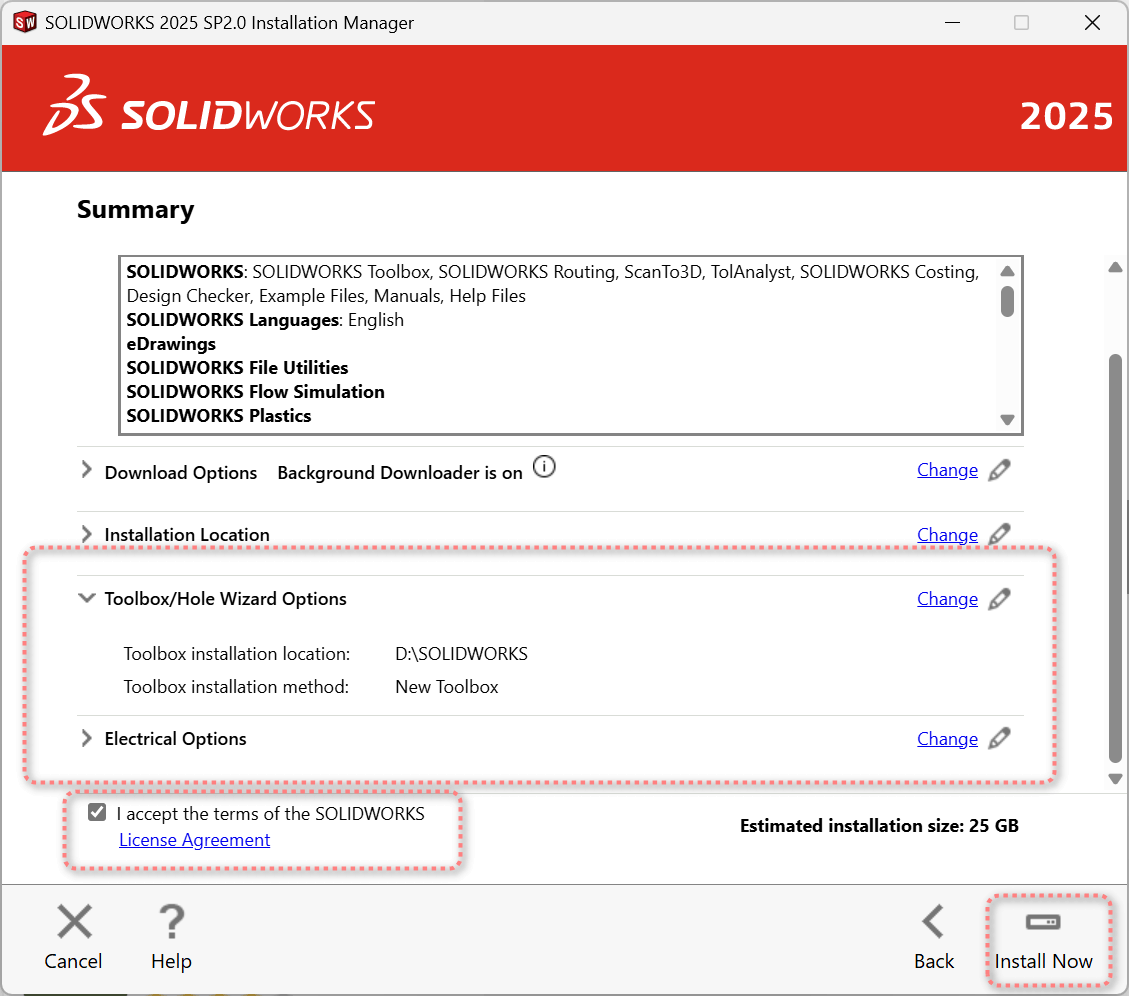 SOLIDWORKS 2025 SP2.0 Installation Manager
SOLIDWORKS
2025
Summary
SOLIDWORKS: SOLIDWORKS Toolbox, SOLIDWORKS Routing, ScanTo3D, TolAnalyst, SOLIDWORKS Costing,
Design Checker, Example Files, Manuals, Help Files
SOLIDWORKS Languages: English
eDrawings
SOLIDWORKS File Utilities
SOLIDWORKS Flow Simulation
SOLIDWORKS Plastics
Download Options Background Downloader is on Change
Installation Location Change
Toolbox/Hole Wizard Options Change
Toolbox installation location: D:\SOLIDWORKS
Toolbox installation method: New Toolbox
Electrical Options Change
I accept the terms of the SOLIDWORKS
License Agreement
Estimated installation size: 25 GB
Cancel Help Back Install Now